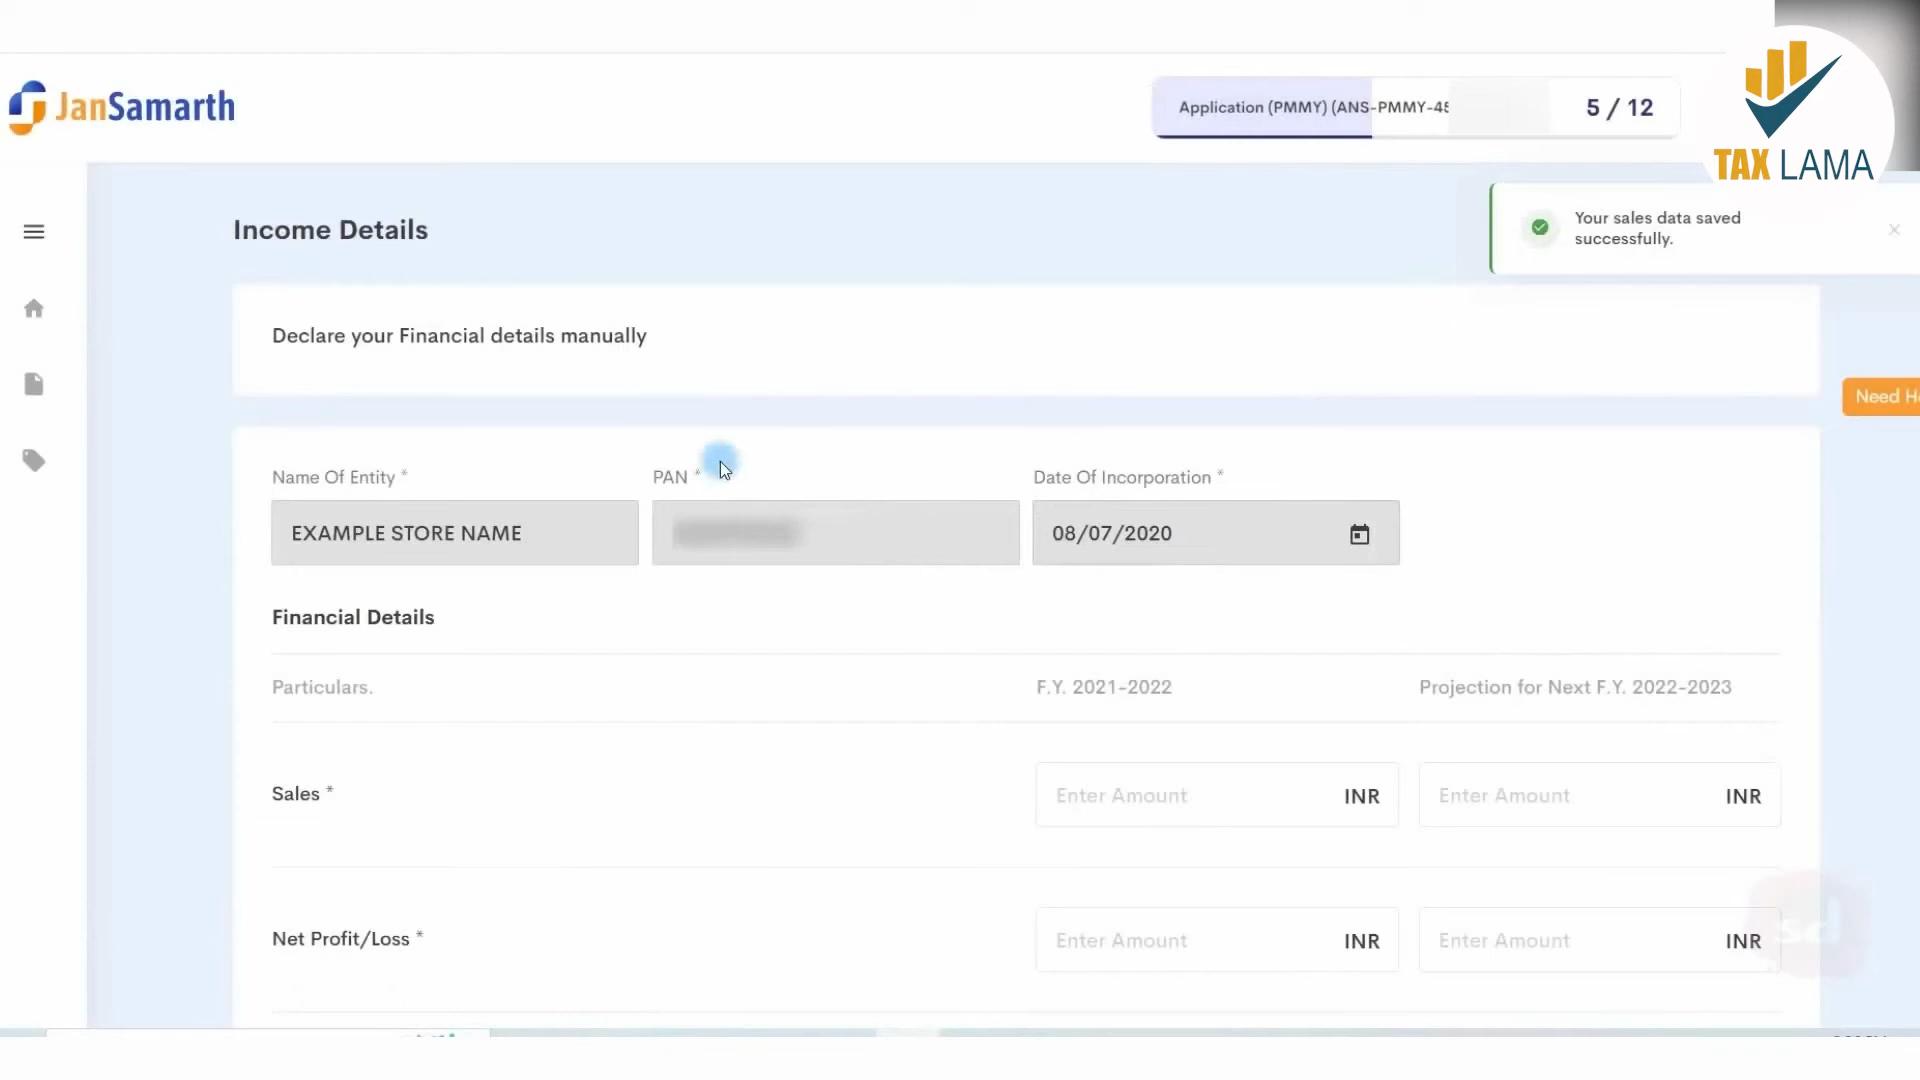 JanSamarth
Application (PMMY) (ANS-PMMY-45
5 / 12
TAX LAMA
Income Details
Your sales data saved
successfully.
Declare your Financial details manually
Need H
Name Of Entity *
PAN *
Date Of Incorporation *
EXAMPLE STORE NAME
08/07/2020
Financial Details
Particulars.
F.Y. 2021-2022
Projection for Next F.Y. 2022-2023
Sales *
Enter Amount
INR
Enter Amount
INR
Net Profit/Loss *
Enter Amount
INR
Enter Amount
INR
sd